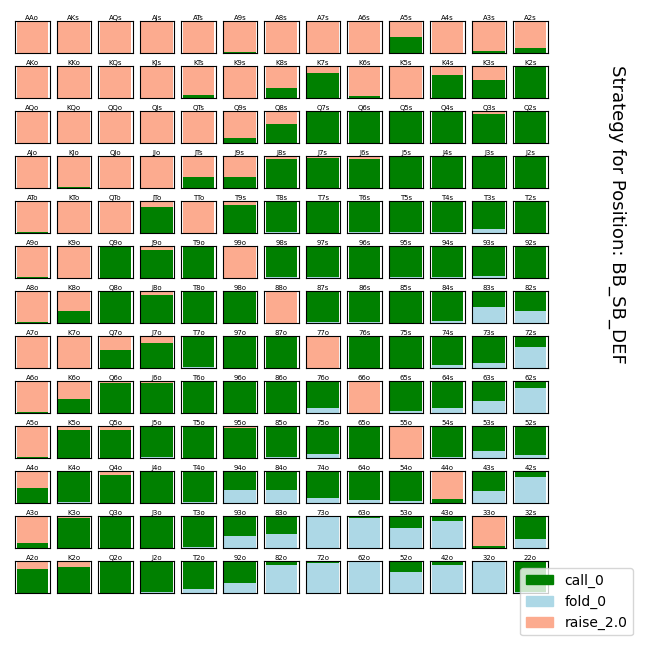 AAo AKs AQs AJs ATs A9s A8s A7s A6s A5s A4s A3s A2s
AKo KKo KQs KJs KTs K9s K8s K7s K6s K5s K4s K3s K2s
AQo KQo QQo QJs QTs Q9s Q8s Q7s Q6s Q5s Q4s Q3s Q2s
AJo KJo QJo JJo JTs J9s J8s J7s J6s J5s J4s J3s J2s
ATo KTo QTo JTo TTo T9s T8s T7s T6s T5s T4s T3s T2s
A9o K9o Q9o J9o T9o 99o 98s 97s 96s 95s 94s 93s 92s
A8o K8o Q8o J8o T8o 98o 88o 87s 86s 85s 84s 83s 82s
A7o K7o Q7o J7o T7o 97o 87o 77o 76s 75s 74s 73s 72s
A6o K6o Q6o J6o T6o 96o 86o 76o 66o 65s 64s 63s 62s
A5o K5o Q5o J5o T5o 95o 85o 75o 65o 55o 54s 53s 52s
A4o K4o Q4o J4o T4o 94o 84o 74o 64o 54o 44o 43s 42s
A3o K3o Q3o J3o T3o 93o 83o 73o 63o 53o 43o 33o 32s
A2o K2o Q2o J2o T2o 92o 82o 72o 62o 52o 42o 32o 22o
Strategy for Position: BB_SB_DEF
call_0
fold_0
raise_2.0